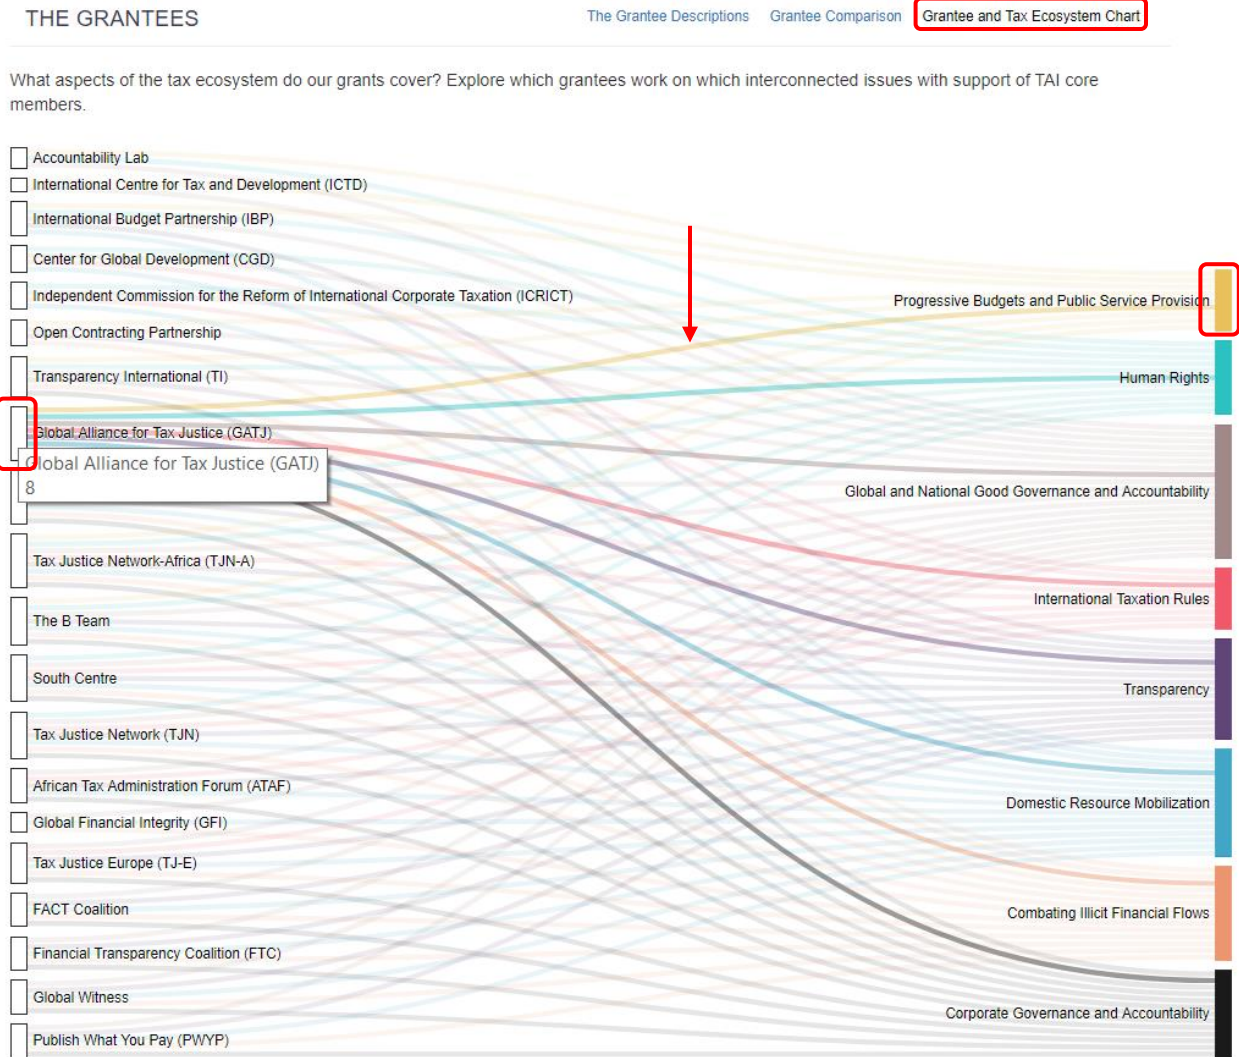 THE GRANTEES
The Grantee Descriptions Grantee Comparison Grantee and Tax Ecosystem Chart
What aspects of the tax ecosystem do our grants cover? Explore which grantees work on which interconnected issues with support of TAI core
members.
Accountability Lab
International Centre for Tax and Development (ICTD)
International Budget Partnership (IBP)
Center for Global Development (CGD)
Independent Commission for the Reform of International Corporate Taxation (ICRICT)
Open Contracting Partnership
Transparency International (TI)
Global Alliance for Tax Justice (GATJ)
Global Alliance for Tax Justice (GATJ)
8
Tax Justice Network-Africa (TJN-A)
The B Team
South Centre
Tax Justice Network (TJN)
African Tax Administration Forum (ATAF)
Global Financial Integrity (GFI)
Tax Justice Europe (TJ-E)
FACT Coalition
Financial Transparency Coalition (FTC)
Global Witness
Publish What You Pay (PWYP)
Progressive Budgets and Public Service Provision
Human Rights
Global and National Good Governance and Accountability
International Taxation Rules
Transparency
Domestic Resource Mobilization
Combating Illicit Financial Flows
Corporate Governance and Accountability